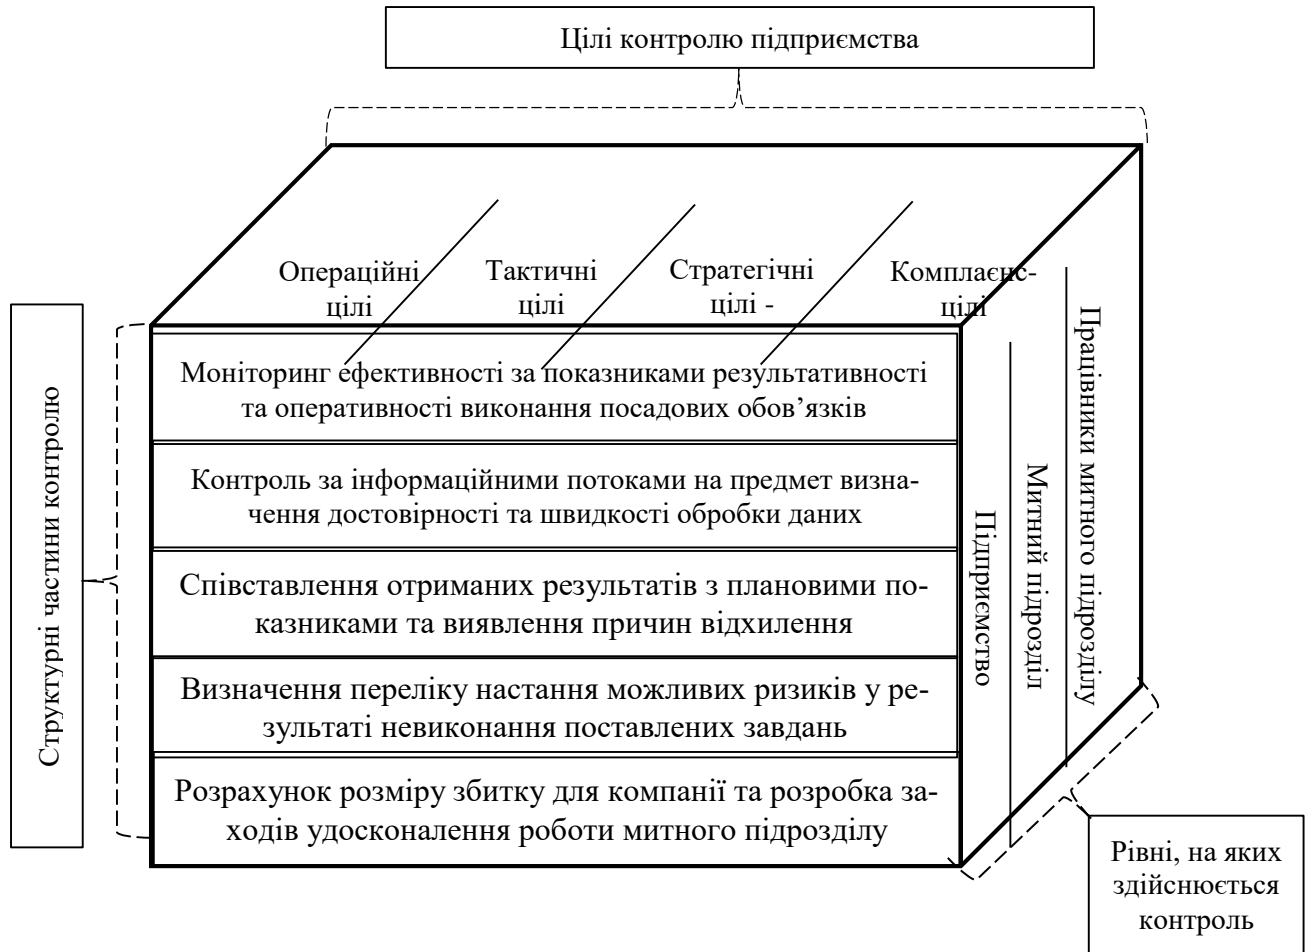 Цілі контролю підприємства
Операційні
цілі
Тактичні
цілі
Стратегічні
цілі -
Комплаєнс-
цілі
Структурні частини контролю
Моніторинг ефективності за показниками результативності
та оперативності виконання посадових обов’язків
Контроль за інформаційними потоками на предмет визна-
чення достовірності та швидкості обробки даних
Співставлення отриманих результатів з плановими по-
казниками та виявлення причин відхилення
Визначення переліку настання можливих ризиків у ре-
зультаті невиконання поставлених завдань
Розрахунок розміру збитку для компанії та розробка за-
ходів удосконалення роботи митного підрозділу
Підприємство
Митний підрозділ
Працівники митного підрозділу
Рівні, на яких
здійснюється
контроль